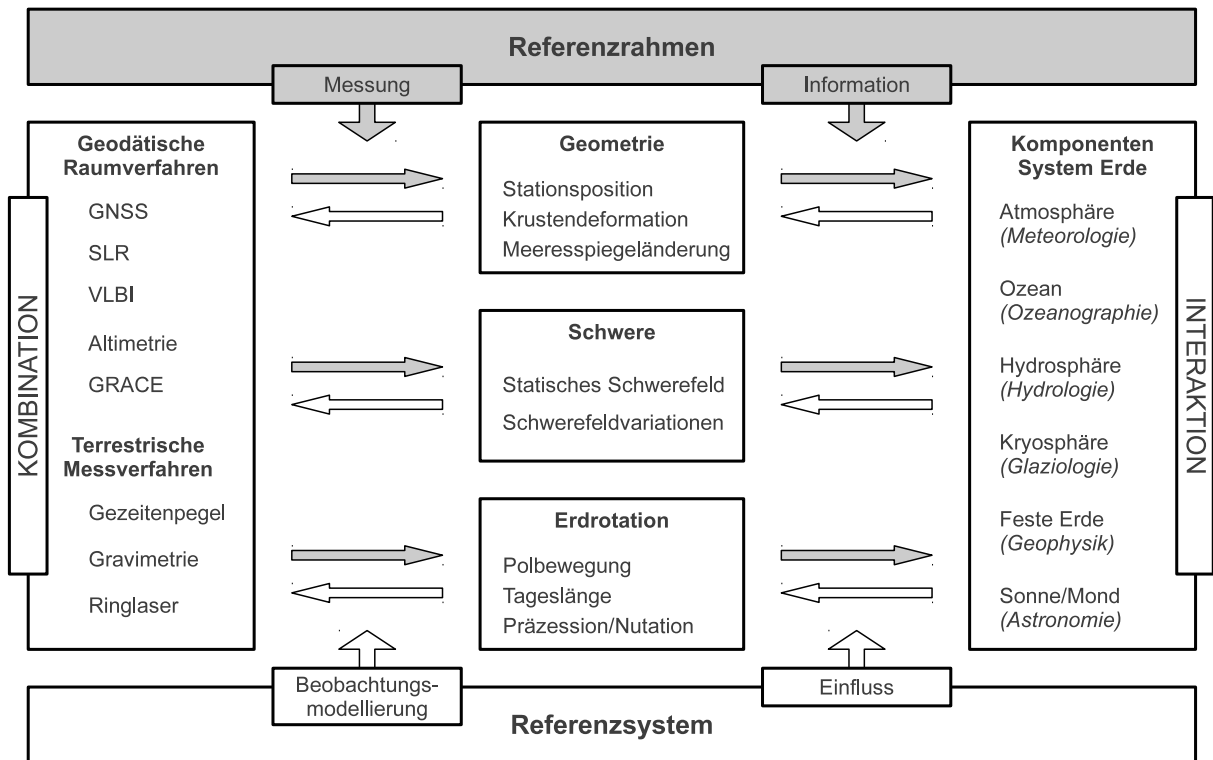 Referenzrahmen
Messung
Information
KOMBINATION
Geodätische
Raumverfahren
GNSS
SLR
VLBI
Altimetrie
GRACE
Terrestrische
Messverfahren
Gezeitenpegel
Gravimetrie
Ringlaser
Geometrie
Stationsposition
Krustendeformation
Meeresspiegeländerung
Schwere
Statisches Schwerefeld
Schwerefeldvariationen
Erdrotation
Polbewegung
Tageslänge
Präzession/Nutation
Komponenten
System Erde
Atmosphäre
(Meteorologie)
Ozean
(Ozeanographie)
Hydrosphäre
(Hydrologie)
Kryosphäre
(Glaziologie)
Feste Erde
(Geophysik)
Sonne/Mond
(Astronomie)
INTERAKTION
Beobachtungs-
modellierung
Einfluss
Referenzsystem